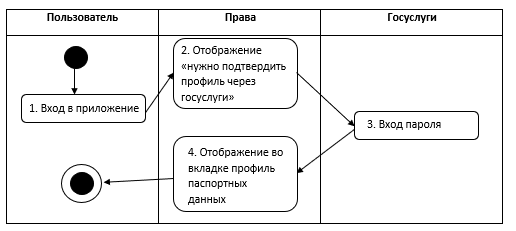 Пользователь
Права
Госуслуги
2. Отображение
«нужно подтвердить
профиль через
госуслуги»
1. Вход в приложение
3. Вход пароля
4. Отображение во
вкладке профиль
паспортных
данных